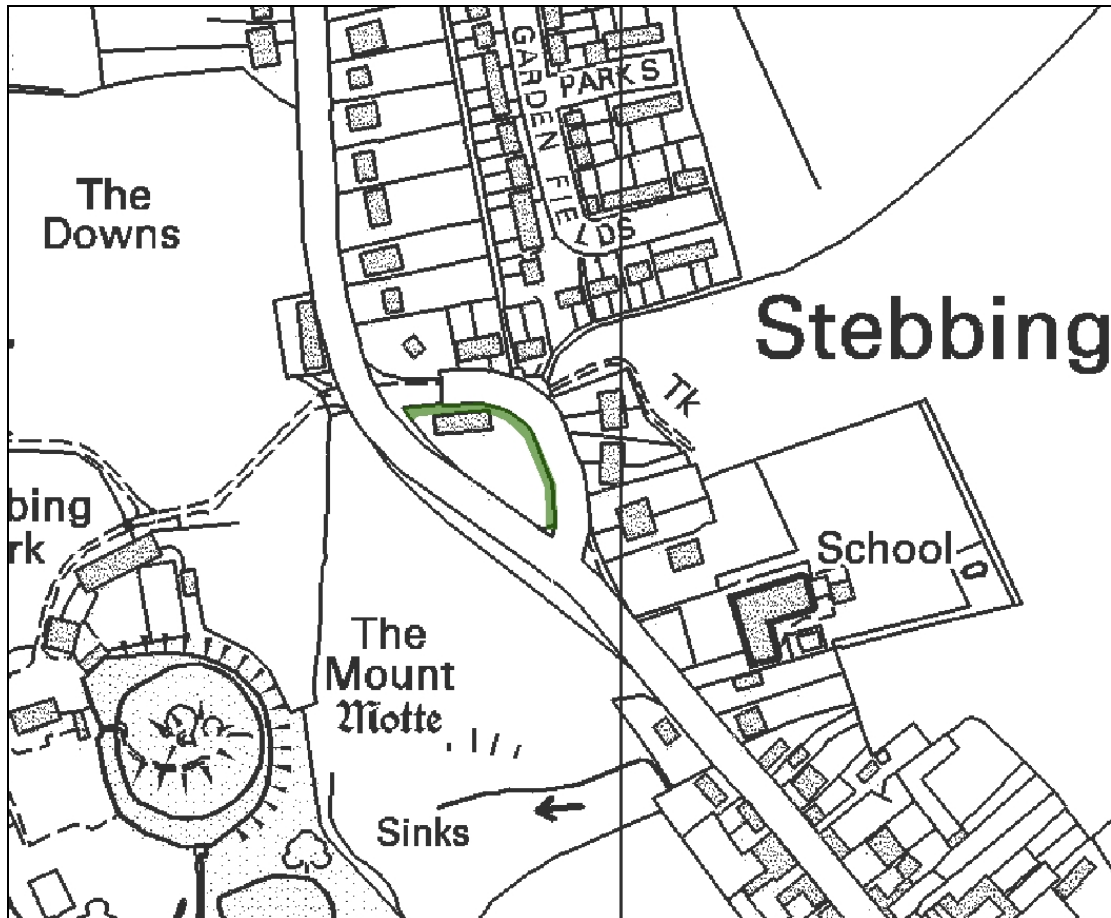 GARDEN FIELDS
PARKS
The
Downs
Stebbing
Tk
bing
rk
School
The
Mount
Motte
Sinks